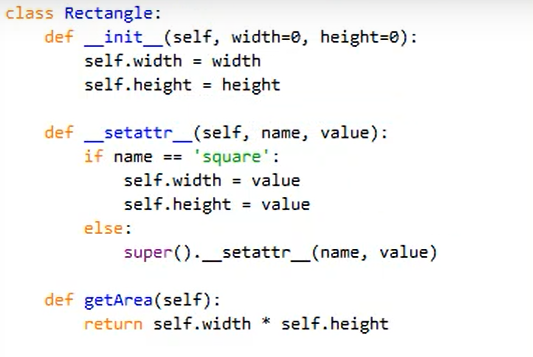 class Rectangle:
    def __init__(self, width=0, height=0):
        self.width = width
        self.height = height

    def __setattr__(self, name, value):
        if name == 'square':
            self.width = value
            self.height = value
        else:
            super().__setattr__(name, value)

    def getArea(self):
        return self.width * self.height